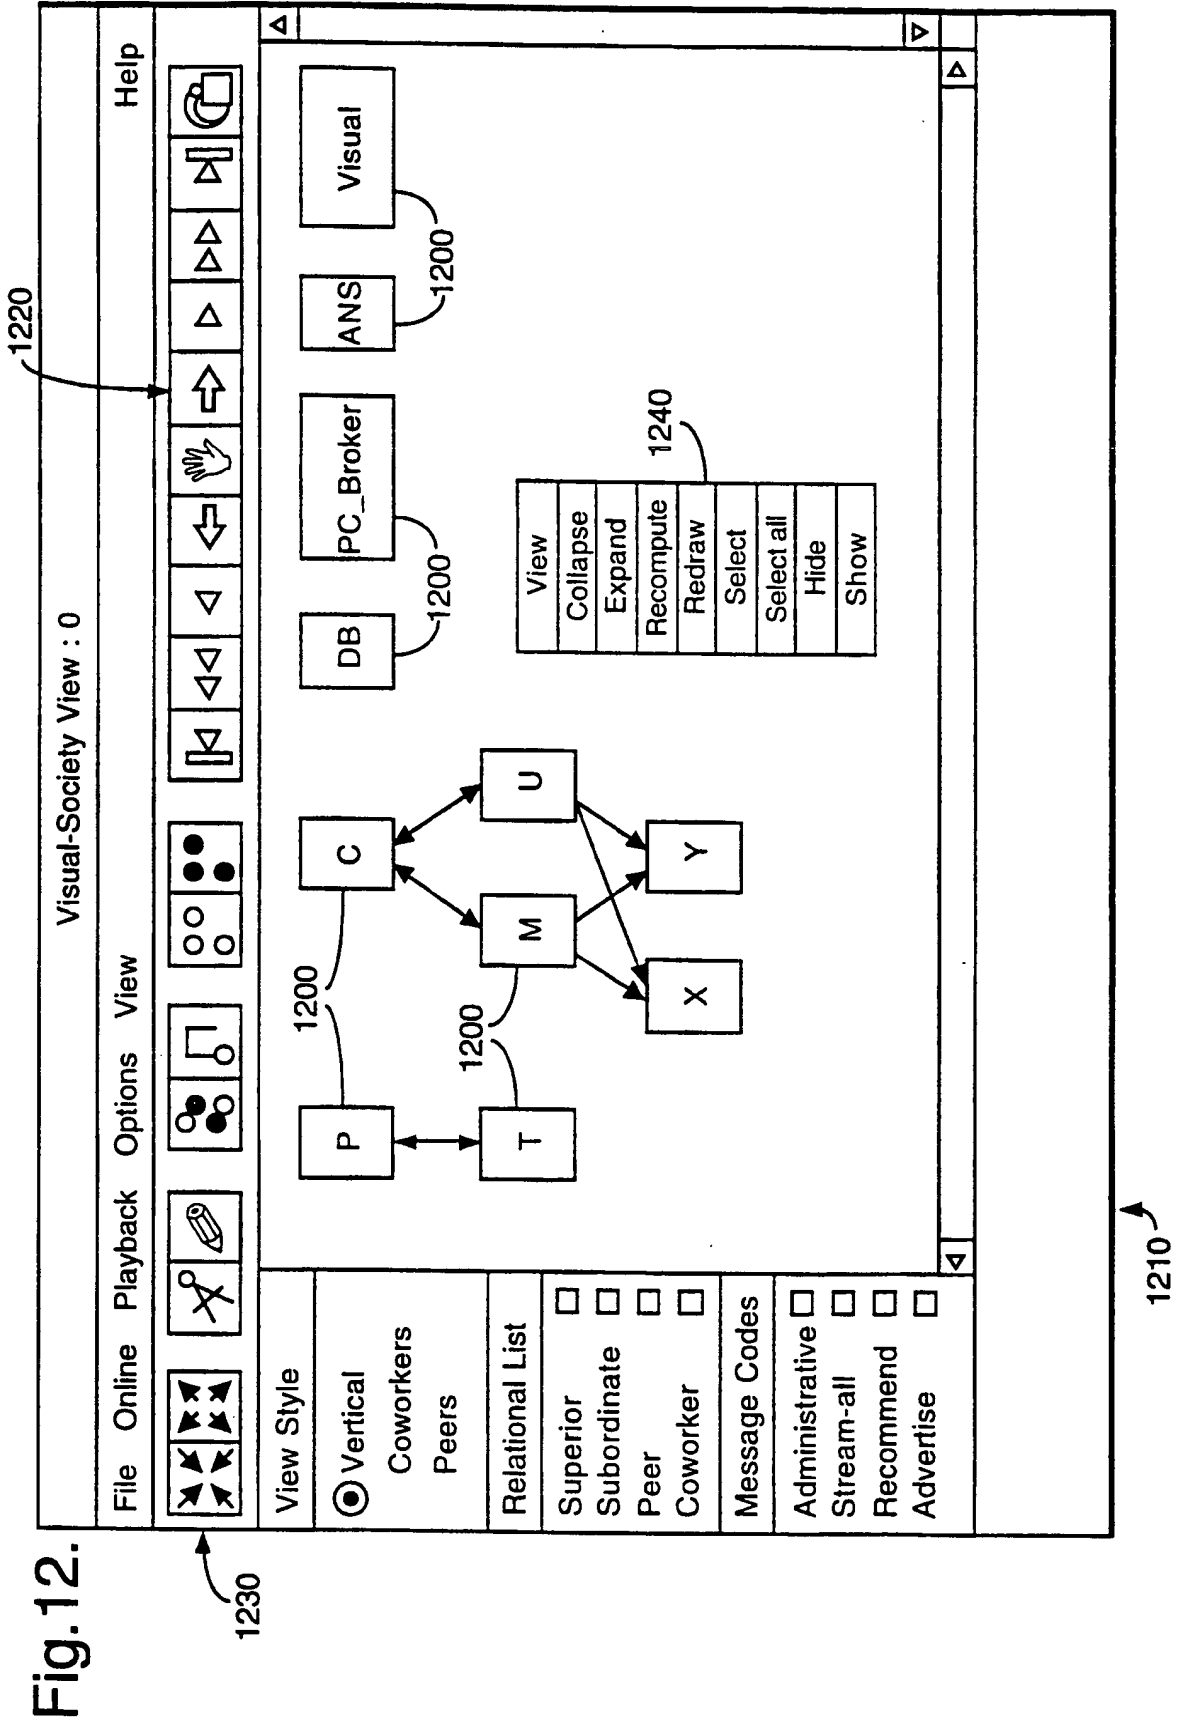 Fig.12.
Visual-Society View : 0
File Online Playback Options View Help
1220
1230
View Style
Vertical
Coworkers
Peers
Relational List
Superior
Subordinate
Peer
Coworker
Message Codes
Administrative
Stream-all
Recommend
Advertise
P
C
DB
PC_Broker
ANS
Visual
1200
1200
1200
1200
T
M
U
X
Y
1240
View
Collapse
Expand
Recompute
Redraw
Select
Select all
Hide
Show
1210